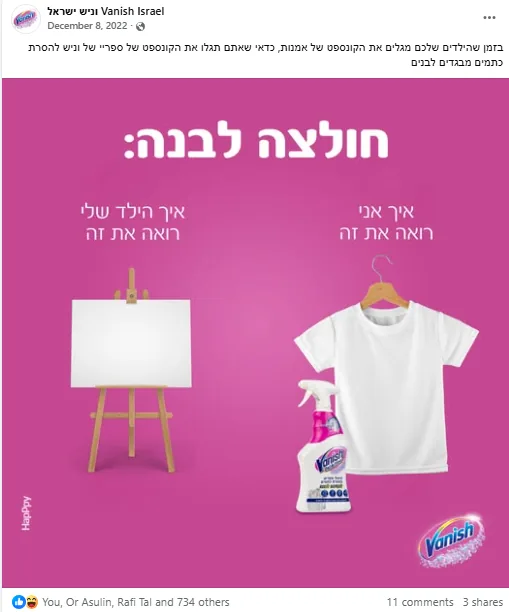 וניש ישראל Vanish Israel
December 8, 2022 ·
בזמן שהילדים שלכם מגלים את הקונספט של אמנות, כדאי שאתם תגלו את הקונספט של ספריי של וניש להסרת
כתמים מבגדים לבנים
חולצה לבנה:
איך אני
רואה את זה
איך הילד שלי
רואה את זה
Vanish
Vanish
HapPpy
You, Or Asulin, Rafi Tal and 734 others
11 comments 3 shares